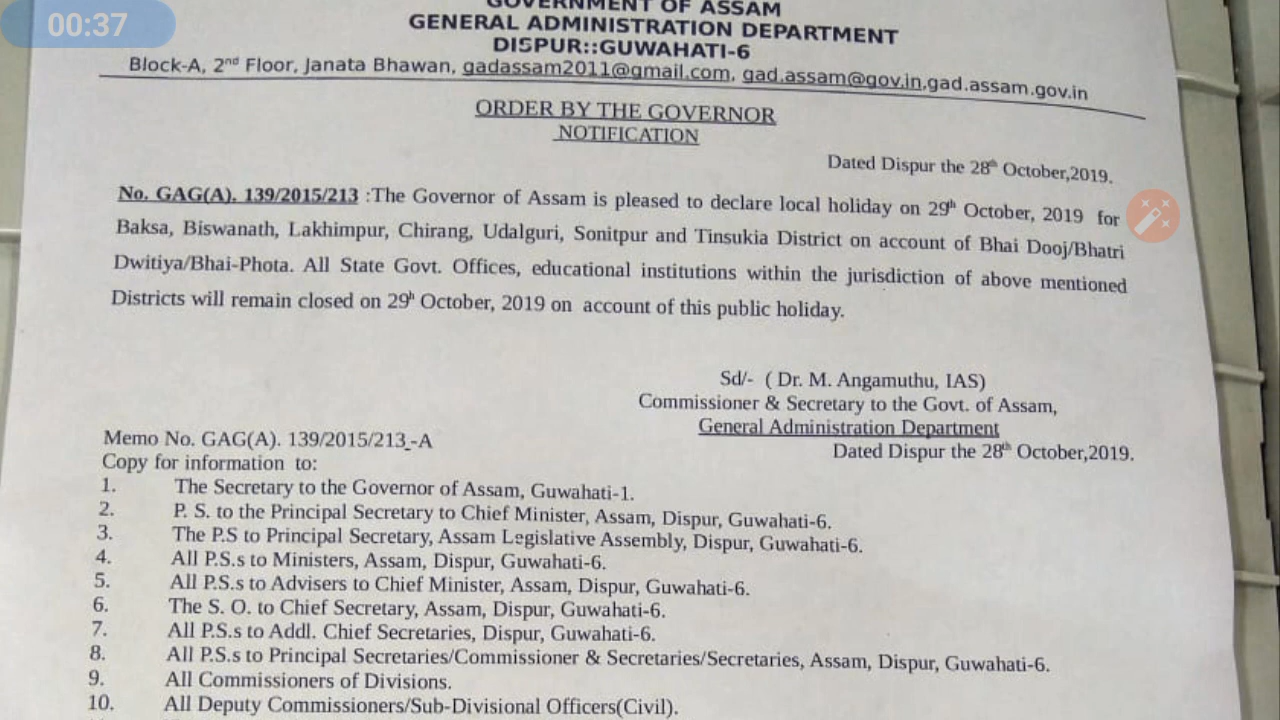 00:37
GOVERNMENT OF ASSAM
GENERAL ADMINISTRATION DEPARTMENT
DISPUR::GUWAHATI-6
Block-A, 2nd Floor, Janata Bhawan, gadassam2011@gmail.com, gad.assam@gov.in,gad.assam.gov.in
ORDER BY THE GOVERNOR
NOTIFICATION
Dated Dispur the 28th October,2019.
No. GAG(A). 139/2015/213 :The Governor of Assam is pleased to declare local holiday on 29th October, 2019 for
Baksa, Biswanath, Lakhimpur, Chirang, Udalguri, Sonitpur and Tinsukia District on account of Bhai Dooj/Bhatri
Dwitiya/Bhai-Phota. All State Govt. Offices, educational institutions within the jurisdiction of above mentioned
Districts will remain closed on 29h October, 2019 on account of this public holiday.
Sd/- ( Dr. M. Angamuthu, IAS)
Commissioner & Secretary to the Govt. of Assam,
General Administration Department
Memo No. GAG(A). 139/2015/213_-A
Dated Dispur the 28th October,2019.
Copy for information to:
1. The Secretary to the Governor of Assam, Guwahati-1.
2. P. S. to the Principal Secretary to Chief Minister, Assam, Dispur, Guwahati-6.
3. The P.S to Principal Secretary, Assam Legislative Assembly, Dispur, Guwahati-6.
4. All P.S.s to Ministers, Assam, Dispur, Guwahati-6.
5. All P.S.s to Advisers to Chief Minister, Assam, Dispur, Guwahati-6.
6. The S. O. to Chief Secretary, Assam, Dispur, Guwahati-6.
7. All P.S.s to Addl. Chief Secretaries, Dispur, Guwahati-6.
8. All P.S.s to Principal Secretaries/Commissioner & Secretaries/Secretaries, Assam, Dispur, Guwahati-6.
9. All Commissioners of Divisions.
10. All Deputy Commissioners/Sub-Divisional Officers(Civil).